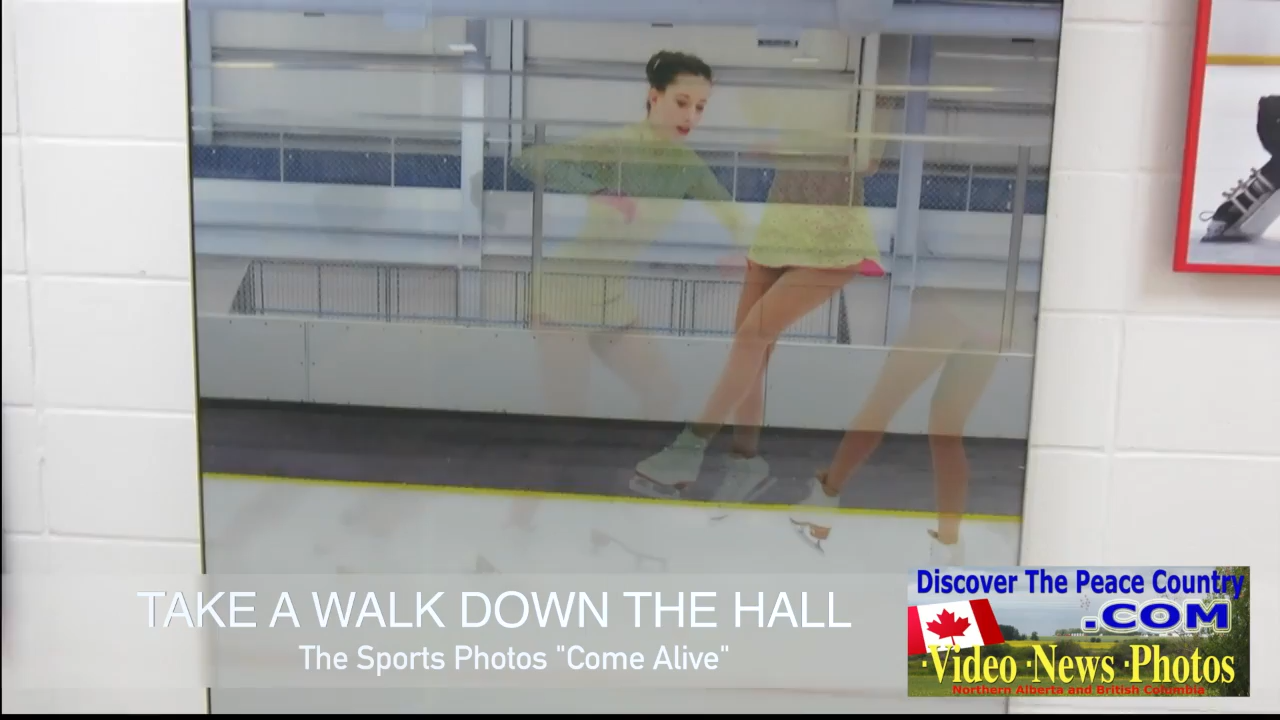 TAKE A WALK DOWN THE HALL
The Sports Photos "Come Alive"
Discover The Peace Country
.COM
·Video ·News ·Photos
Northern Alberta and British Columbia